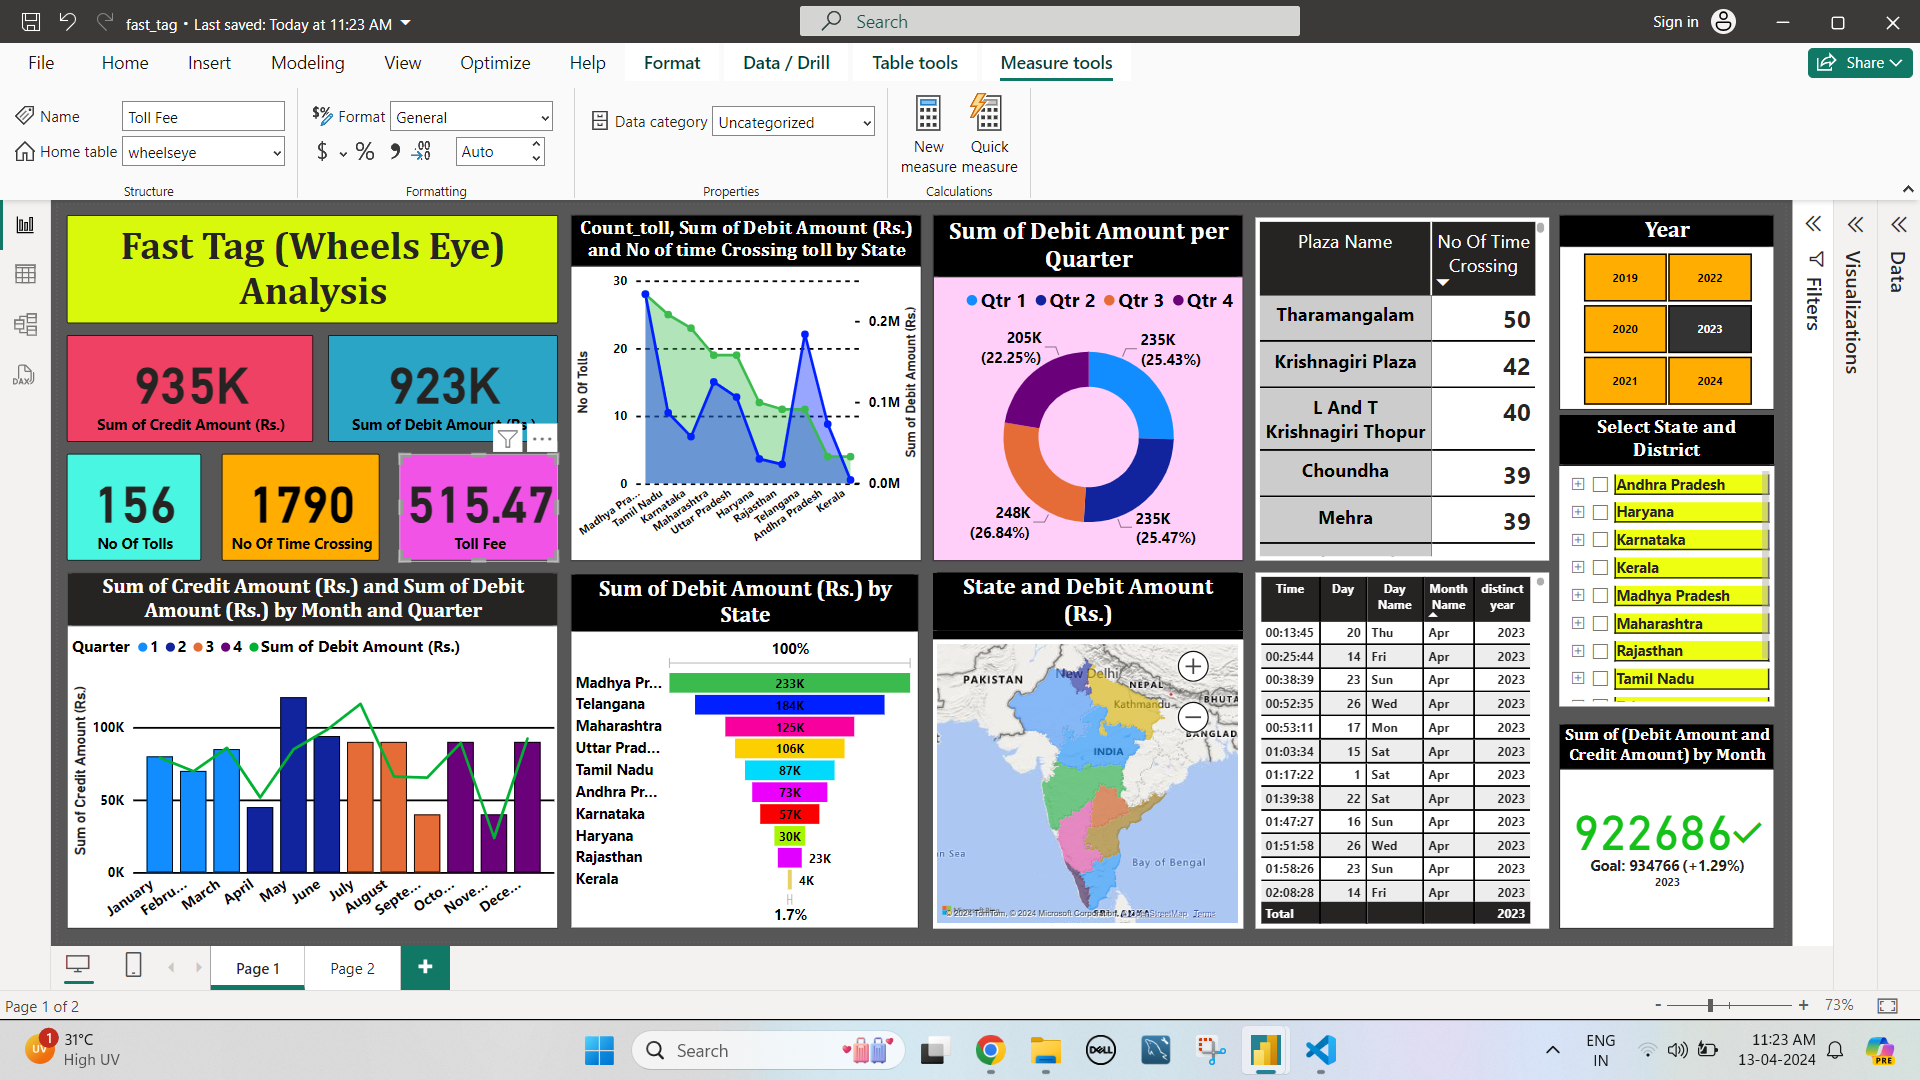 fast_tag • Last saved: Today at 11:23 AM
Search
Sign in
File
Home
Insert
Modeling
View
Optimize
Help
Format
Data / Drill
Table tools
Measure tools
Share
Name
Toll Fee
Home table
wheelseye
Structure
$% Format
General
$ % 9 .00 →0
Auto
Formatting
Data category
Uncategorized
Properties
New measure
Quick measure
Calculations
Fast Tag (Wheels Eye)
Analysis
935K
Sum of Credit Amount (Rs.)
923K
Sum of Debit Amount
156
No Of Tolls
1790
No Of Time Crossing
515.47
Toll Fee
Count_toll, Sum of Debit Amount (Rs.)
and No of time Crossing toll by State
No Of Tolls
30
20
10
0
0.2M
0.1M
0.0M
Sum of Debit Amount (Rs.)
Madhya Pra...
Tamil Nadu
Karnataka
Maharashtra
Uttar Pradesh
Haryana
Rajasthan
Telangana
Andhra Pradesh
Kerala
Sum of Debit Amount per
Quarter
Qtr 1 Qtr 2 Qtr 3 Qtr 4
205K
(22.25%)
235K
(25.43%)
248K
(26.84%)
235K
(25.47%)
Plaza Name
No Of Time
Crossing
Tharamangalam 50
Krishnagiri Plaza 42
L And T
Krishnagiri Thopur 40
Choundha 39
Mehra 39
Year
2019 2022
2020 2023
2021 2024
Select State and
District
Andhra Pradesh
Haryana
Karnataka
Kerala
Madhya Pradesh
Maharashtra
Rajasthan
Tamil Nadu
Filters
Visualizations
Data
Sum of Credit Amount (Rs.) and Sum of Debit
Amount (Rs.) by Month and Quarter
Quarter 1 2 3 4 Sum of Debit Amount (Rs.)
Sum of Credit Amount (Rs.)
100K
50K
0K
January
Febru...
March
April
May
June
July
August
Septe...
Octo...
Nove...
Dece...
Sum of Debit Amount (Rs.) by
State
100%
Madhya Pr... 233K
Telangana 184K
Maharashtra 125K
Uttar Prad... 106K
Tamil Nadu 87K
Andhra Pr... 73K
Karnataka 57K
Haryana 30K
Rajasthan 23K
Kerala 4K
1.7%
State and Debit Amount
(Rs.)
PAKISTAN
New Delhi
NEPAL
Kathmandu
BHUTA
BANGLAD
INDIA
an Sea
Bay of Bengal
© 2024 TomTom, © 2024 Microsoft Corporation, © OpenStreetMap Terms
Time Day Day Name Month Name distinct year
00:13:45 20 Thu Apr 2023
00:25:44 14 Fri Apr 2023
00:38:39 23 Sun Apr 2023
00:52:35 26 Wed Apr 2023
00:53:11 17 Mon Apr 2023
01:03:34 15 Sat Apr 2023
01:17:22 1 Sat Apr 2023
01:39:38 22 Sat Apr 2023
01:47:27 16 Sun Apr 2023
01:51:58 26 Wed Apr 2023
01:58:26 23 Sun Apr 2023
02:08:28 14 Fri Apr 2023
Total 2023
Sum of (Debit Amount and
Credit Amount) by Month
922686
Goal: 934766 (+1.29%)
2023
Page 1
Page 2
+
Page 1 of 2
- + 73%
UV 1
31°C
High UV
Search
DELL
ENG
IN
11:23 AM
13-04-2024
PRE